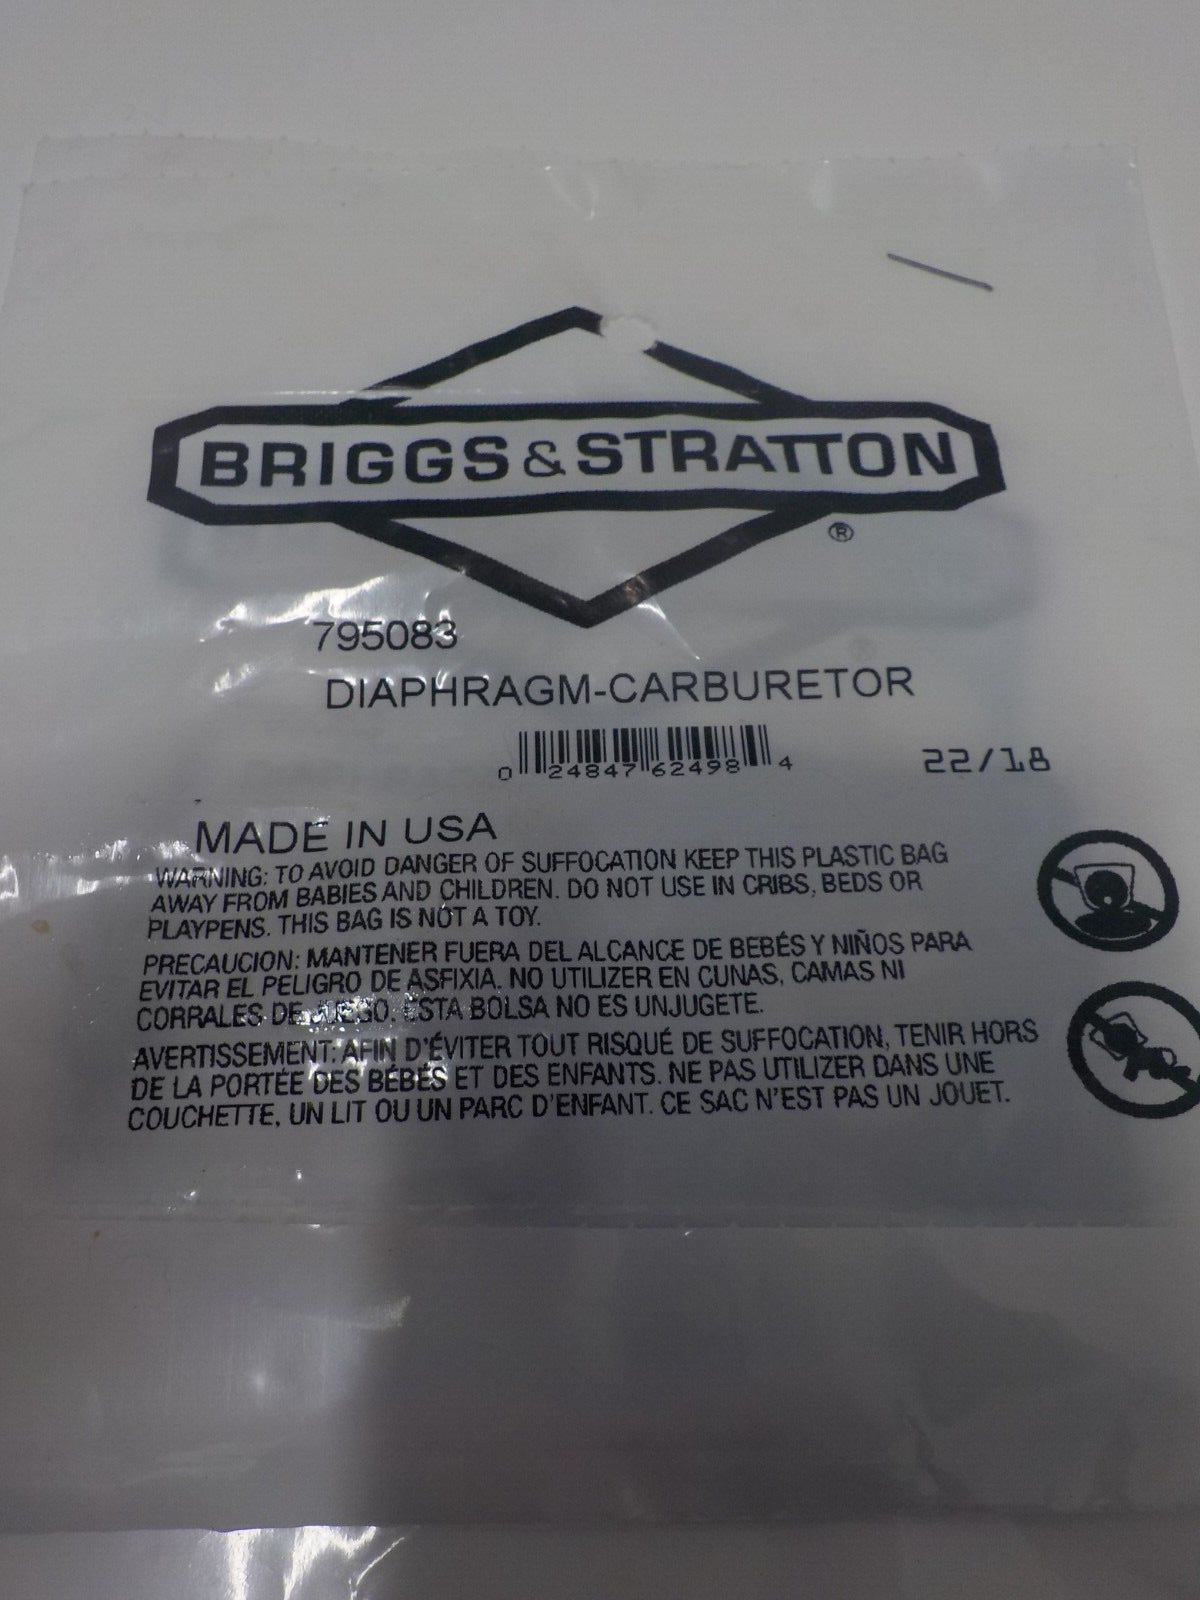 BRIGGS & STRATTON
®
795083
DIAPHRAGM-CARBURETOR
0 24847 62498 4
22/18
MADE IN USA
WARNING: TO AVOID DANGER OF SUFFOCATION KEEP THIS PLASTIC BAG
AWAY FROM BABIES AND CHILDREN. DO NOT USE IN CRIBS, BEDS OR
PLAYPENS. THIS BAG IS NOT A TOY.
PRECAUCION: MANTENER FUERA DEL ALCANCE DE BEBÉS Y NIÑOS PARA
EVITAR EL PELIGRO DE ASFIXIA. NO UTILIZER EN CUNAS, CAMAS NI
CORRALES DE JUEGO. ESTA BOLSA NO ES UNJUGETE.
AVERTISSEMENT: AFIN D'ÉVITER TOUT RISQUÉ DE SUFFOCATION, TENIR HORS
DE LA PORTÉE DES BÉBÉS ET DES ENFANTS. NE PAS UTILIZER DANS UNE
COUCHETTE, UN LIT OU UN PARC D'ENFANT. CE SAC N'EST PAS UN JOUET.